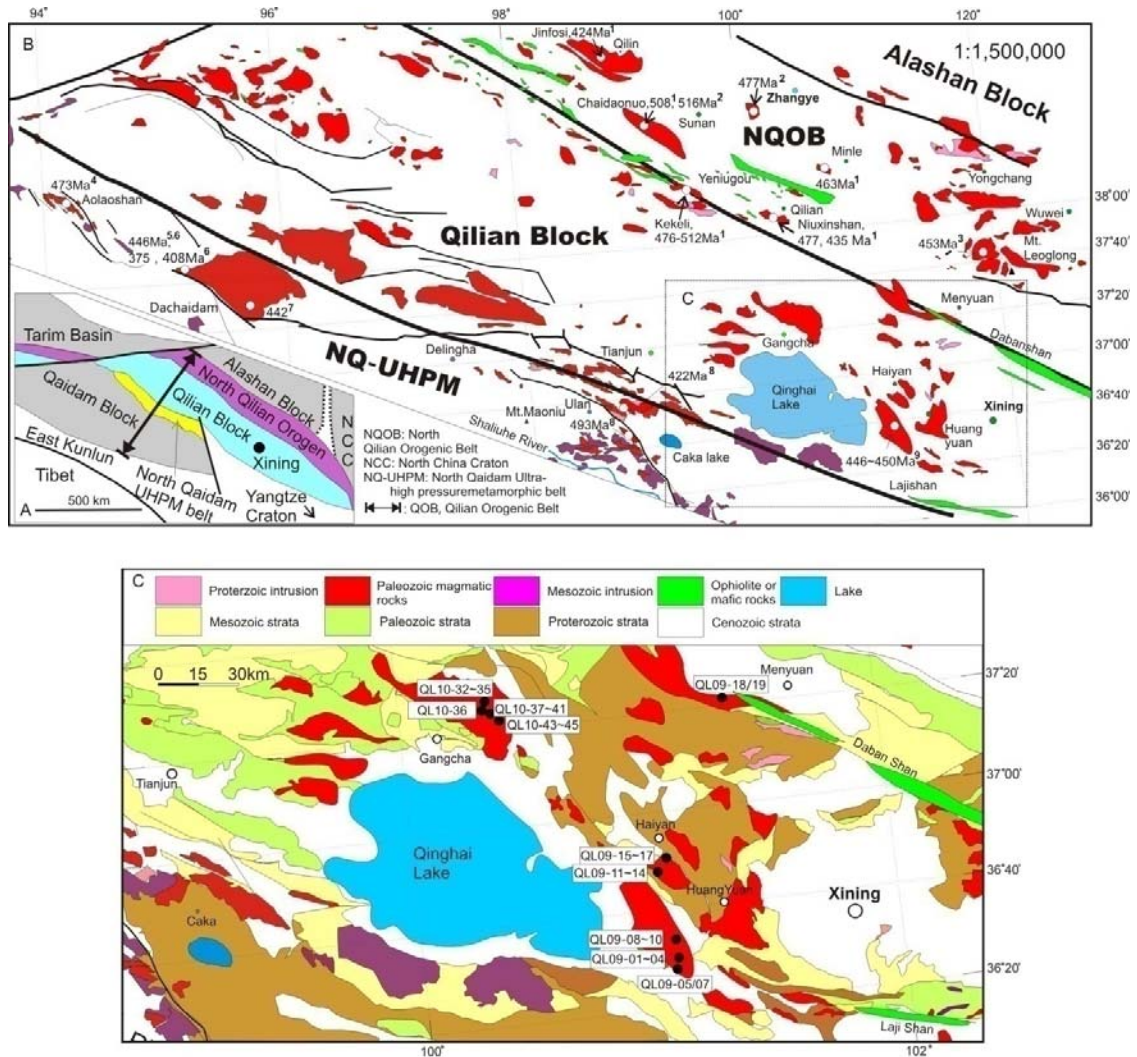 94°
96°
98°
100°
120°
B
1:1,500,000
Jinfosi,424Ma1
Qilin
Alashan Block
477Ma2
Zhangye
Chaidaonuo,508,1 516Ma2
Sunan
NQOB
Minle
473Ma4
Aolaoshan
Yeniugou
463Ma1
Yongchang
38°00'
Qilian Block
Kekeli,
476-512Ma1
Qilian
Niuxinshan,
477, 435 Ma1
Wuwei
446Ma,5,6
375 , 408Ma6
453Ma3
Mt.
Leoglong
37°40'
4427
Dachaidam
C
Menyuan
37°20'
Tarim Basin
NQ-UHPM
Delingha
Tianjun
Gangcha
Dabanshan
37°00'
Alashan Block
North Qilian Orogen
Qaidam Block
Qilian Block
N
C
C
422Ma8
Qinghai
Lake
Haiyan
36°40'
Mt.Maoniu
Ulan
493Ma6
Xining
Huang
yuan
Shaliuhe River
Caka lake
36°20'
East Kunlun
Xining
NQOB: North
Qilian Orogenic Belt
NCC: North China Craton
NQ-UHPM: North Qaidam Ultra-
high pressuremetamorphic belt
: QOB, Qilian Orogenic Belt
446~450Ma9
Lajishan
Tibet
North Qaidam
UHPM belt
Yangtze
Craton
36°00'
A
500 km
C
Proterzoic intrusion
Paleozoic magmatic
rocks
Mesozoic intrusion
Ophiolite or
mafic rocks
Lake
Mesozoic strata
Paleozoic strata
Proterozoic strata
Cenozoic strata
0 15 30km
Menyuan
37°20'
QL10-32~35
QL09-18/19
QL10-36
QL10-37~41
QL10-43~45
Gangcha
Daban Shan
Tianjun
37°00'
Haiyan
Qinghai
Lake
QL09-15~17
QL09-11~14
36°40'
HuangYuan
Xining
Caka
QL09-08~10
QL09-01~04
QL09-05/07
36°20'
Laji Shan
100°
102°